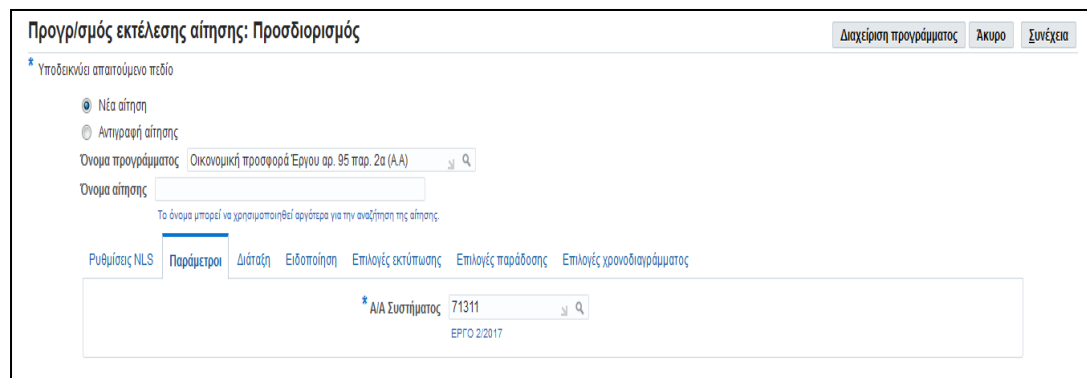 Προγρ/σμός εκτέλεσης αίτησης: Προσδιορισμός
Διαχείριση προγράμματος Άκυρο Συνέχεια
* Υποδεικνύει απαιτούμενο πεδίο
Νέα αίτηση
Αντιγραφή αίτησης
Όνομα προγράμματος Οικονομική προσφορά Έργου αρ. 95 παρ. 2α (Α.Α)
Όνομα αίτησης
Το όνομα μπορεί να χρησιμοποιηθεί αργότερα για την αναζήτηση της αίτησης.
Ρυθμίσεις NLS Παράμετροι Διάταξη Ειδοποίηση Επιλογές εκτύπωσης Επιλογές παράδοσης Επιλογές χρονοδιαγράμματος
* Α/Α Συστήματος 71311
ΕΡΓΟ 2/2017